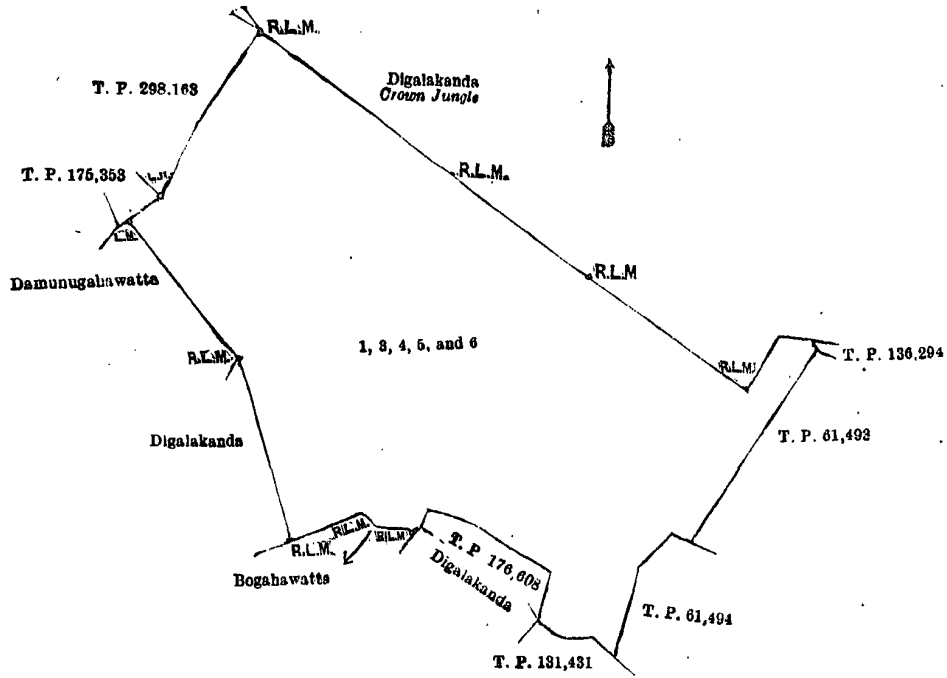 R.L.M.
T. P. 298.163
Digalakanda
Crown Jungle
T. P. 175,353
R.L.M.
L.M.
Damunugahawatta
R.L.M
R.L.M.
1, 3, 4, 5, and 6
R.L.M.
T. P. 136,294
Digalakanda
T. P. 61,493
R.L.M.
R.L.M.
R.L.M.
Bogahawatta
T. P. 176,608
Digalakanda
T. P. 61,494
T. P. 131,431